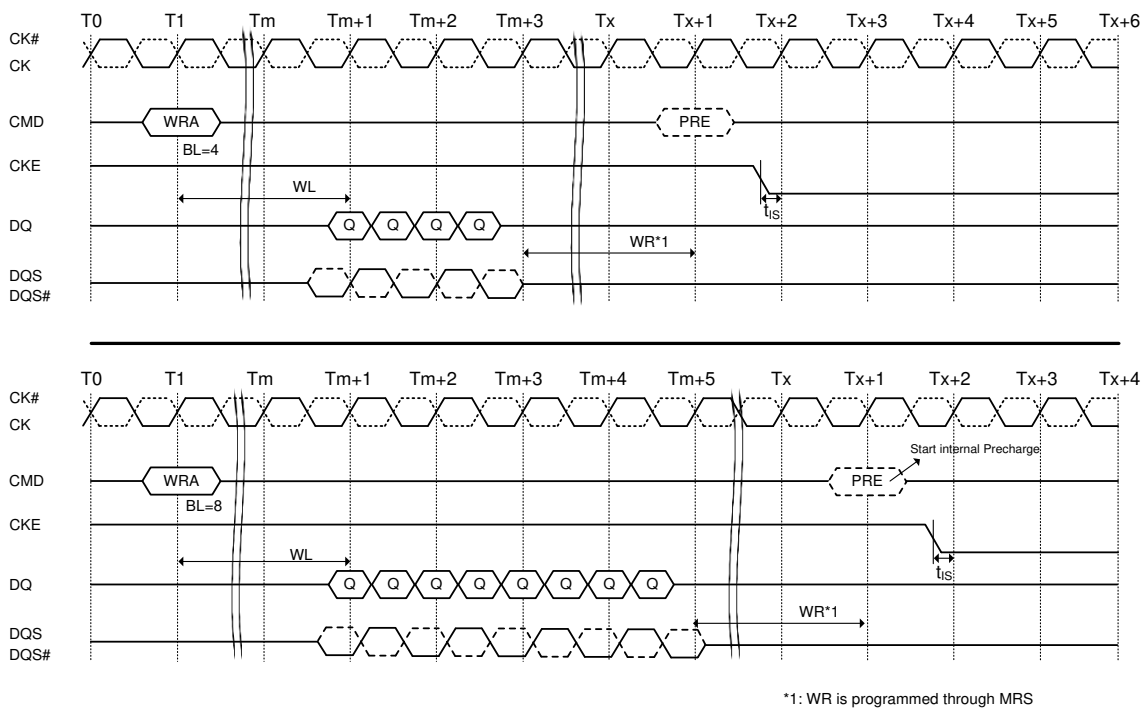 T0 T1 Tm Tm+1 Tm+2 Tm+3 Tx Tx+1 Tx+2 Tx+3 Tx+4 Tx+5 Tx+6
CK#
CK
CMD WRA PRE
BL=4
CKE
WL
tIS
DQ Q Q Q Q
WR*1
DQS
DQS#
T0 T1 Tm Tm+1 Tm+2 Tm+3 Tm+4 Tm+5 Tx Tx+1 Tx+2 Tx+3 Tx+4
CK#
CK
Start internal Precharge
CMD WRA PRE
BL=8
CKE
WL
tIS
DQ Q Q Q Q Q Q Q Q
WR*1
DQS
DQS#
*1: WR is programmed through MRS